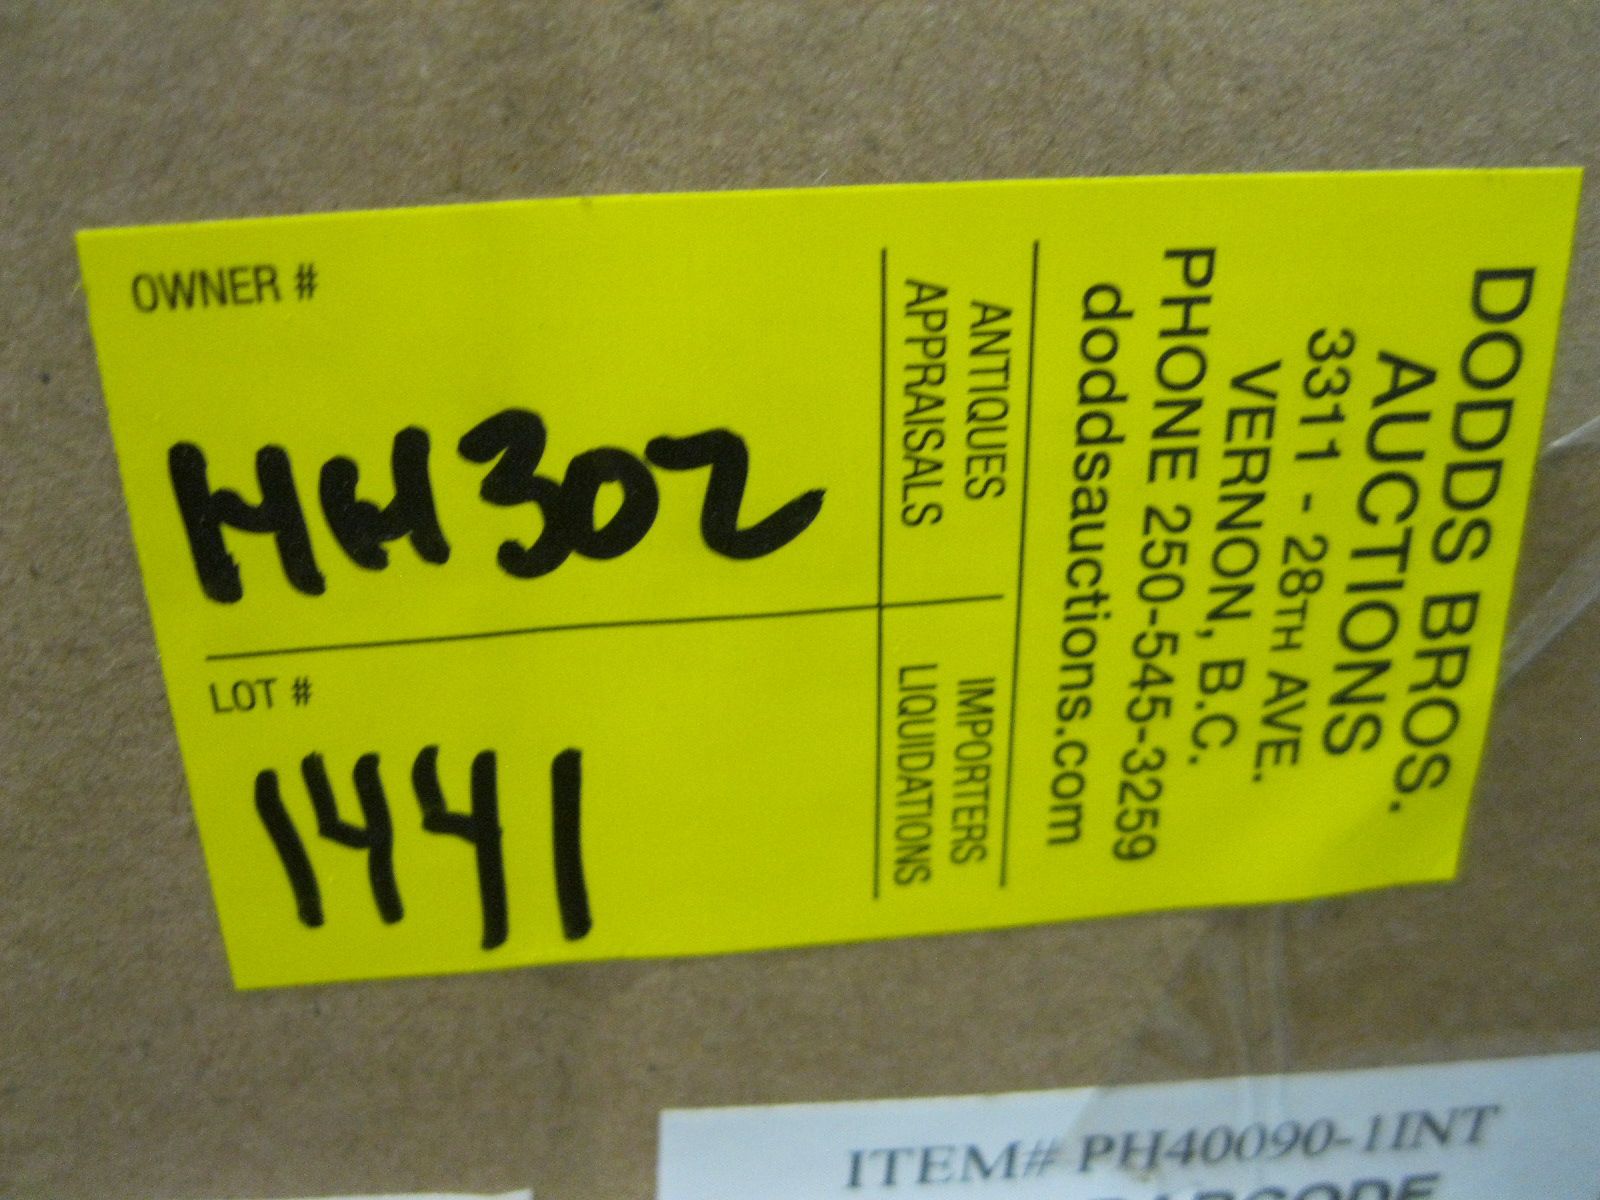 OWNER #
HH302
LOT #
1441
ANTIQUES
APPRAISALS
IMPORTERS
LIQUIDATIONS
DODDS BROS.
AUCTIONS
3311 - 28TH AVE.
VERNON, B.C.
PHONE 250-545-3259
doddsauctions.com
ITEM# PH40090-1INT
BARCODE